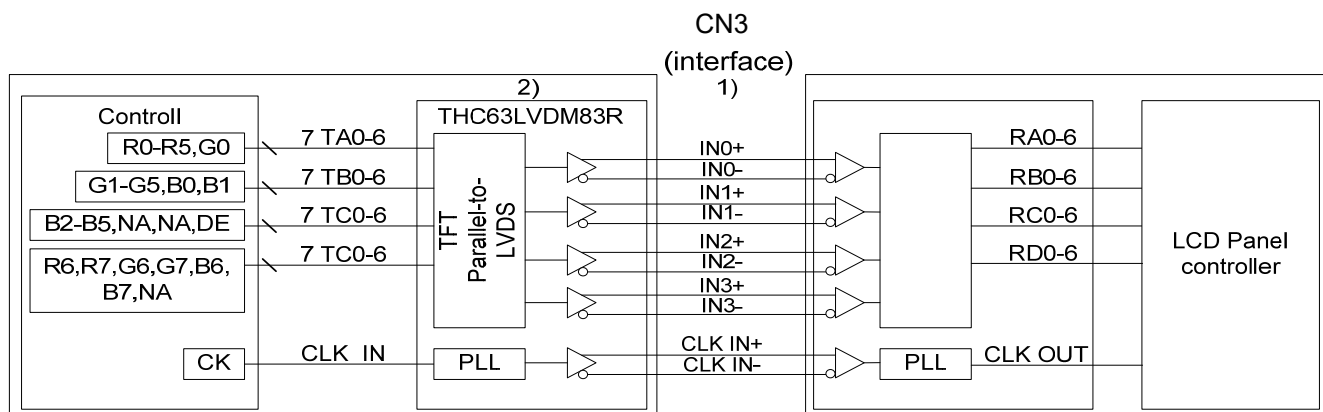 CN3
(interface)
1)
2)
Controll
THC63LVDM83R
R0-R5,G0
7 TA0-6
G1-G5,B0,B1
7 TB0-6
B2-B5,NA,NA,DE
7 TC0-6
R6,R7,G6,G7,B6,
B7,NA
7 TC0-6
CK
CLK IN
TFT
Parallel-to-
LVDS
PLL
IN0+
IN0-
IN1+
IN1-
IN2+
IN2-
IN3+
IN3-
CLK IN+
CLK IN-
PLL
RA0-6
RB0-6
RC0-6
RD0-6
CLK OUT
LCD Panel
controller